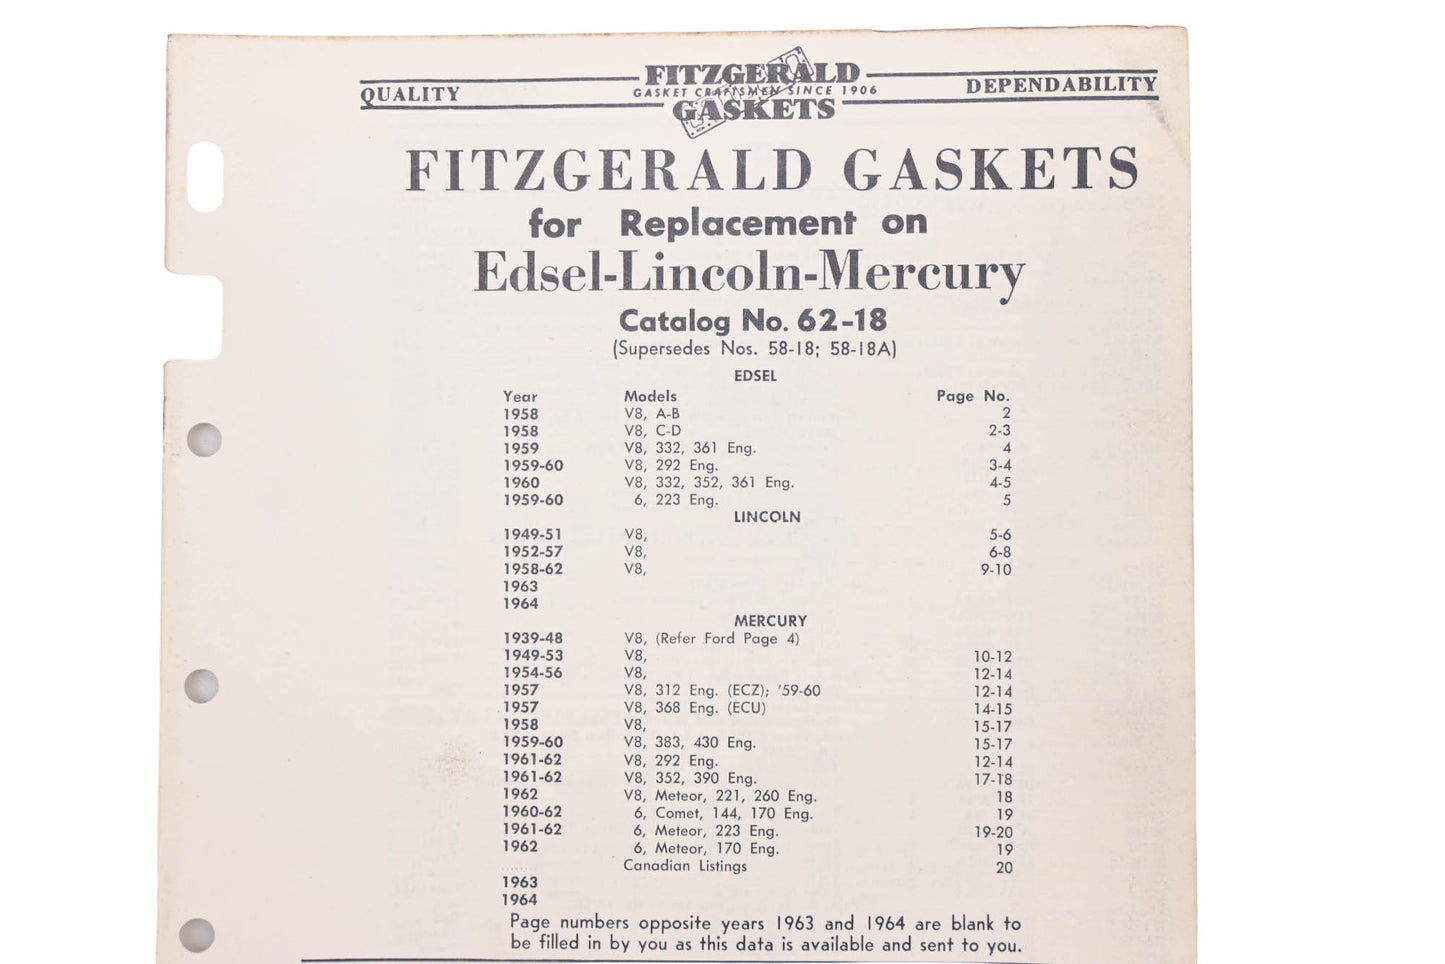 QUALITY
FITZGERALD
GASKET CRAFTSMEN SINCE 1906
GASKETS
DEPENDABILITY
FITZGERALD GASKETS
for Replacement on
Edsel-Lincoln-Mercury
Catalog No. 62-18
(Supersedes Nos. 58-18; 58-18A)
EDSEL
Year Models Page No.
1958 V8, A-B 2
1958 V8, C-D 2-3
1959 V8, 332, 361 Eng. 4
1959-60 V8, 292 Eng. 3-4
1960 V8, 332, 352, 361 Eng. 4-5
1959-60 6, 223 Eng. 5
LINCOLN
1949-51 V8, 5-6
1952-57 V8, 6-8
1958-62 V8, 9-10
1963
1964
MERCURY
1939-48 V8, (Refer Ford Page 4)
1949-53 V8, 10-12
1954-56 V8, 12-14
1957 V8, 312 Eng. (ECZ); '59-60 12-14
1957 V8, 368 Eng. (ECU) 14-15
1958 V8, 15-17
1959-60 V8, 383, 430 Eng. 15-17
1961-62 V8, 292 Eng. 12-14
1961-62 V8, 352, 390 Eng. 17-18
1962 V8, Meteor, 221, 260 Eng. 18
1960-62 6, Comet, 144, 170 Eng. 19
1961-62 6, Meteor, 223 Eng. 19-20
1962 6, Meteor, 170 Eng. 19
........ Canadian Listings 20
1963
1964
Page numbers opposite years 1963 and 1964 are blank to
be filled in by you as this data is available and sent to you.